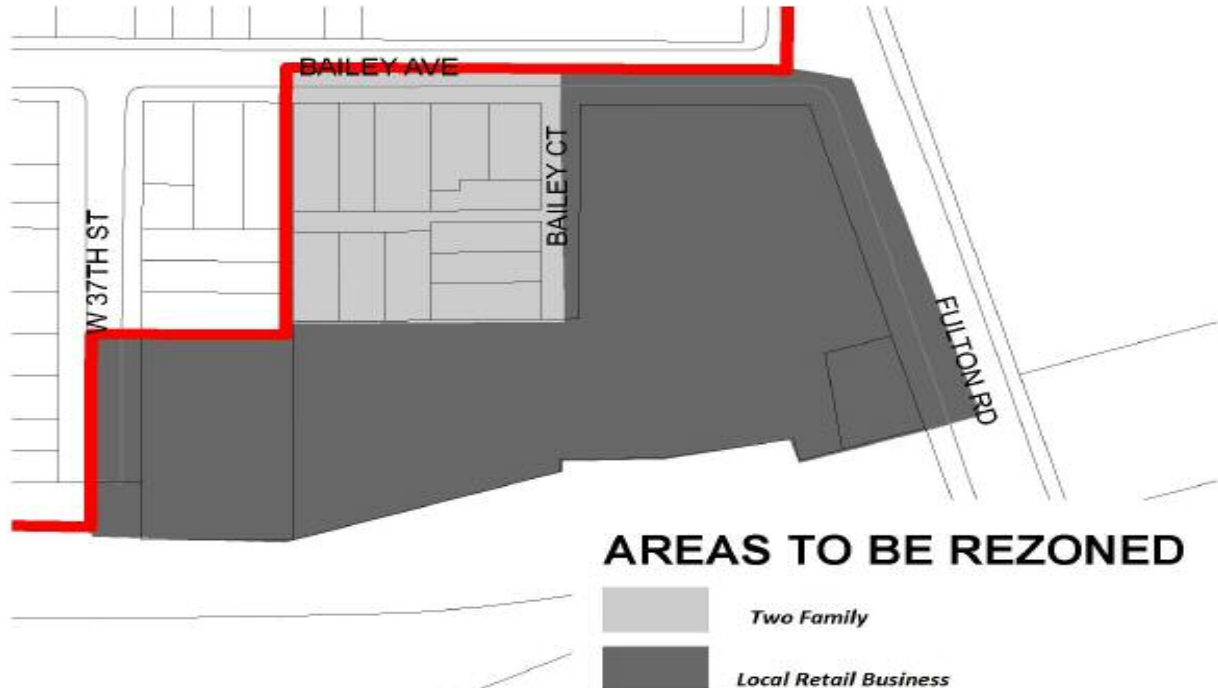 BAILEY AVE
BAILEY CT
W 37TH ST
FULTON RD
AREAS TO BE REZONED
Two Family
Local Retail Business